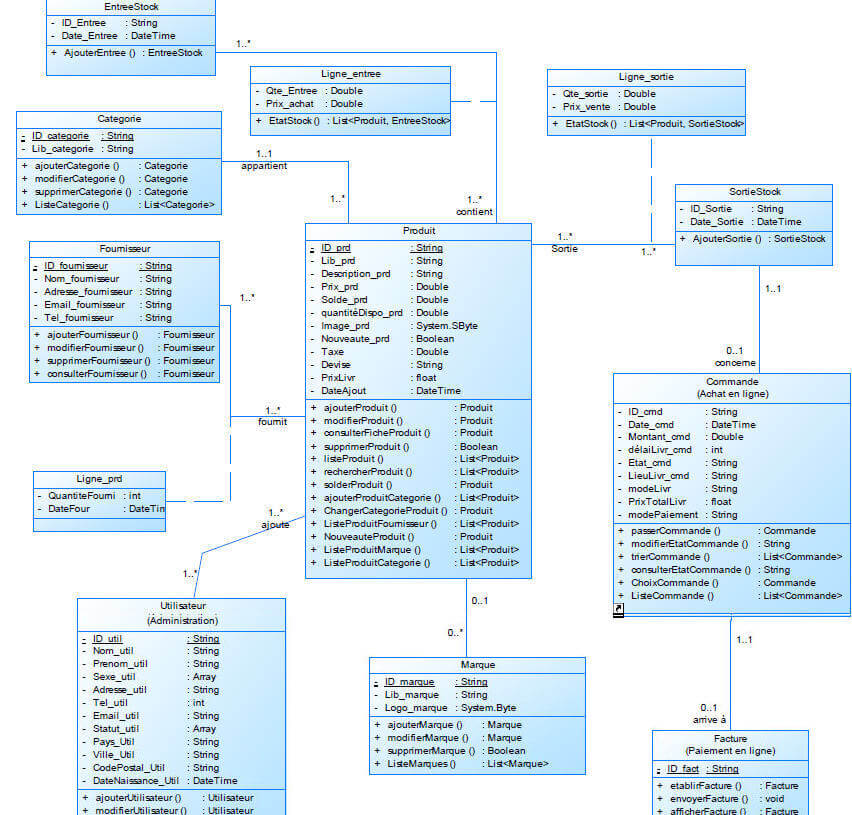 EntreeStock
- ID_Entree : String
- Date_Entree : DateTime
+ AjouterEntree () : EntreeStock
1..*
Ligne_entree
- Qte_Entree : Double
- Prix_achat : Double
+ EtatStock () : List<Produit, EntreeStock>
Ligne_sortie
- Qte_sortie : Double
- Prix_vente : Double
+ EtatStock () : List<Produit, SortieStock>
Categorie
- ID_categorie : String
- Lib_categorie : String
+ ajouterCategorie () : Categorie
+ modifierCategorie () : Categorie
+ supprimerCategorie () : Categorie
+ ListeCategorie () : List<Categorie>
1..1
appartient
1..*
1..*
contient
SortieStock
- ID_Sortie : String
- Date_Sortie : DateTime
+ AjouterSortie () : SortieStock
1..*
Sortie
1..*
Fournisseur
- ID_fournisseur : String
- Nom_fournisseur : String
- Adresse_fournisseur : String
- Email_fournisseur : String
- Tel_fournisseur : String
+ ajouterFournisseur () : Fournisseur
+ modifierFournisseur () : Fournisseur
+ supprimerFournisseur () : Fournisseur
+ consulterFournisseur () : Fournisseur
1..*
1..*
fournit
Produit
- ID_prd : String
- Lib_prd : String
- Description_prd : String
- Prix_prd : Double
- Solde_prd : Double
- quantitéDispo_prd : Double
- Image_prd : System.SByte
- Nouveaute_prd : Boolean
- Taxe : Double
- Devise : String
- PrixLivr : float
- DateAjout : DateTime
+ ajouterProduit () : Produit
+ modifierProduit () : Produit
+ consulterFicheProduit () : Produit
+ supprimerProduit () : Boolean
+ listeProduit () : List<Produit>
+ rechercherProduit () : List<Produit>
+ solderProduit () : Produit
+ ajouterProduitCategorie () : List<Produit>
+ ChangerCategorieProduit () : Produit
+ ListeProduitFournisseur () : List<Produit>
+ NouveauteProduit () : Produit
+ ListeProduitMarque () : List<Produit>
+ ListeProduitCategorie () : List<Produit>
1..1
0..1
concerne
Commande
(Achat en ligne)
- ID_cmd : String
- Date_cmd : DateTime
- Montant_cmd : Double
- délaiLivr_cmd : int
- Etat_cmd : String
- LieuLivr_cmd : String
- modeLivr : String
- PrixTotalLivr : float
- modePaiement : String
+ passerCommande () : Commande
+ modifierEtatCommande () : String
+ trierCommande () : List<Commande>
+ consulterEtatCommande () : String
+ ChoixCommande () : Commande
+ ListeCommande () : List<Commande>
Ligne_prd
- QuantiteFourni : int
- DateFour : DateTim
1..*
ajoute
1..*
Utilisateur
(Administration)
- ID_util : String
- Nom_util : String
- Prenom_util : String
- Sexe_util : Array
- Adresse_util : String
- Tel_util : int
- Email_util : String
- Statut_util : Array
- Pays_Util : String
- Ville_Util : String
- CodePostal_Util : String
- DateNaissance_Util : DateTime
+ ajouterUtilisateur () : Utilisateur
+ modifierUtilisateur () : Utilisateur
0..1
0..*
Marque
- ID_marque : String
- Lib_marque : String
- Logo_marque : System.Byte
+ ajouterMarque () : Marque
+ modifierMarque () : Marque
+ supprimerMarque () : Boolean
+ ListeMarques () : List<Marque>
1..1
0..1
arrive à
Facture
(Paiement en ligne)
- ID_fact : String
+ etablirFacture () : Facture
+ envoyerFacture () : void
+ afficherFacture () : Facture